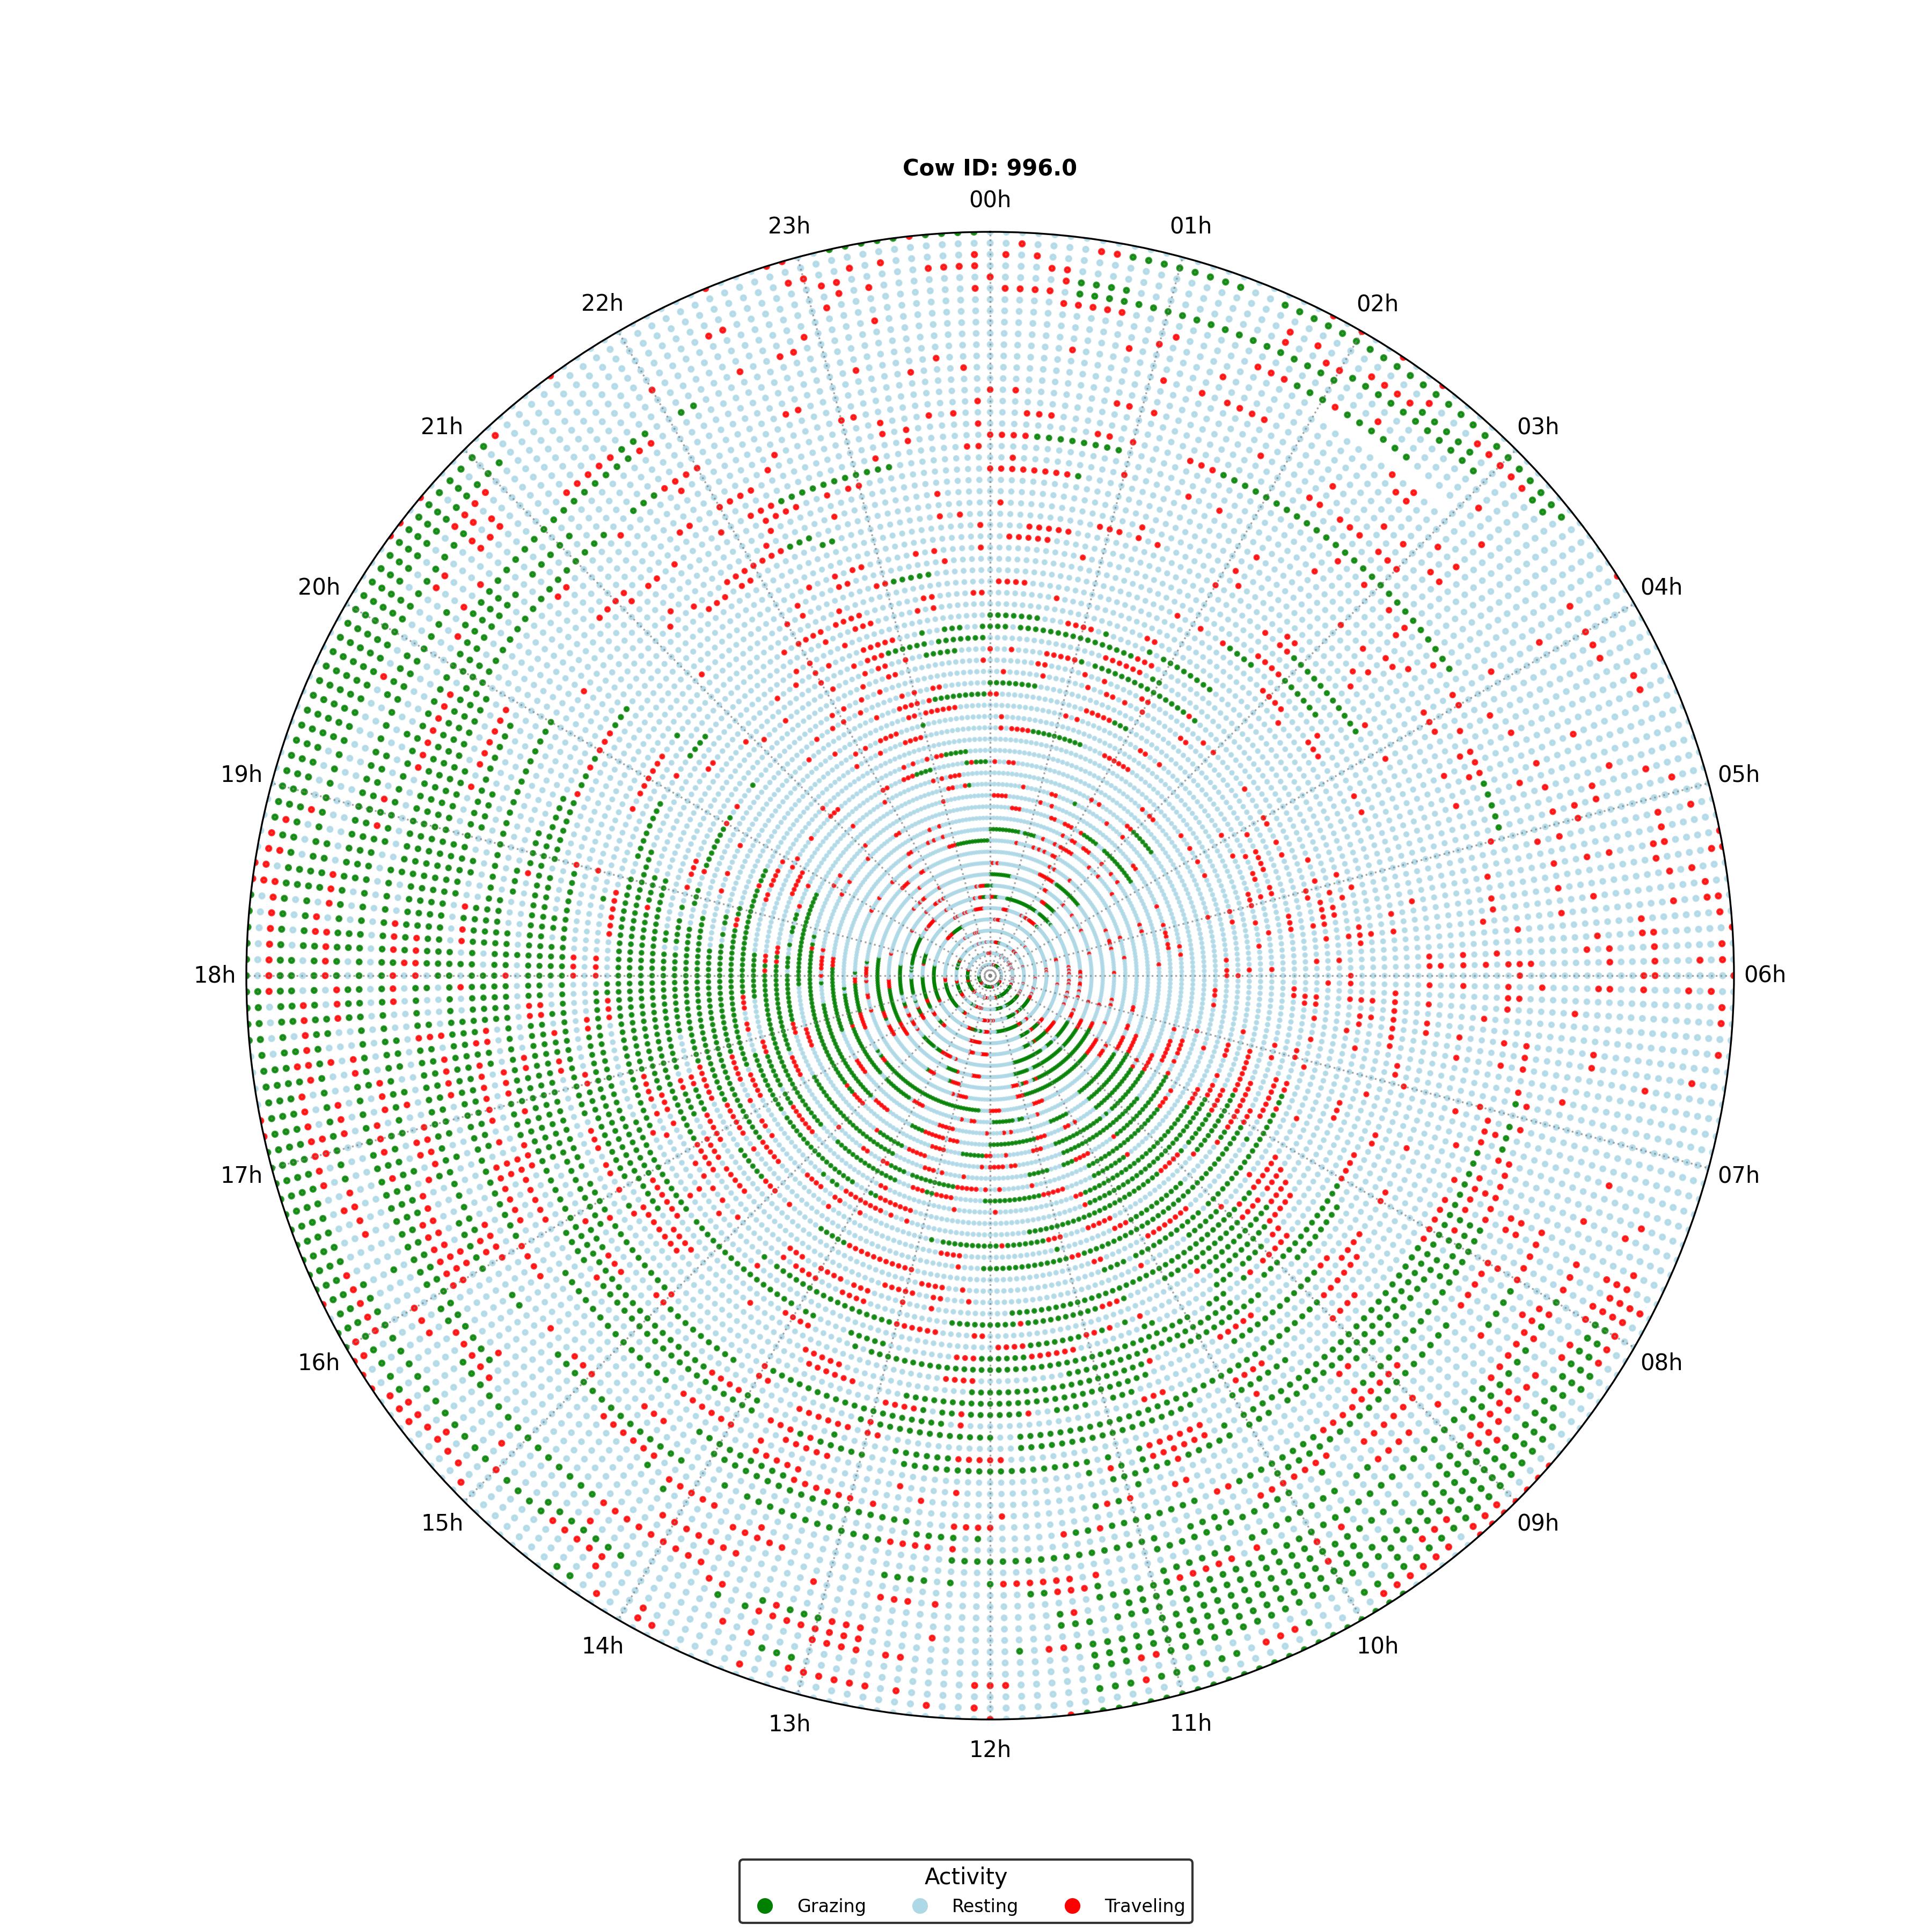 Cow ID: 996.0
00h
23h
01h
22h
02h
21h
03h
20h
04h
19h
05h
18h
06h
17h
07h
16h
08h
15h
09h
14h
10h
13h
11h
12h
Activity
Grazing Resting Traveling